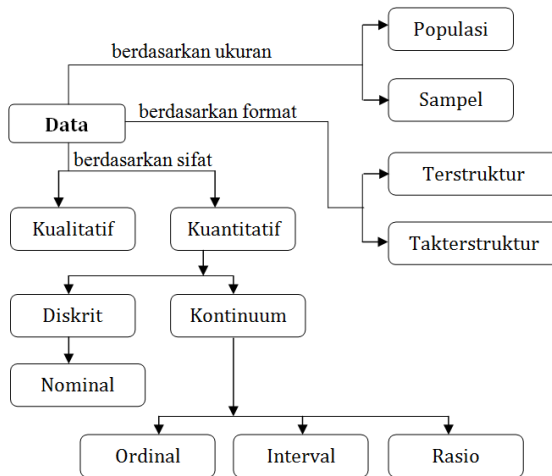 Populasi
berdasarkan ukuran
Sampel
Data
berdasarkan format
berdasarkan sifat
Terstruktur
Kualitatif
Kuantitatif
Takterstruktur
Diskrit
Kontinuum
Nominal
Ordinal
Interval
Rasio